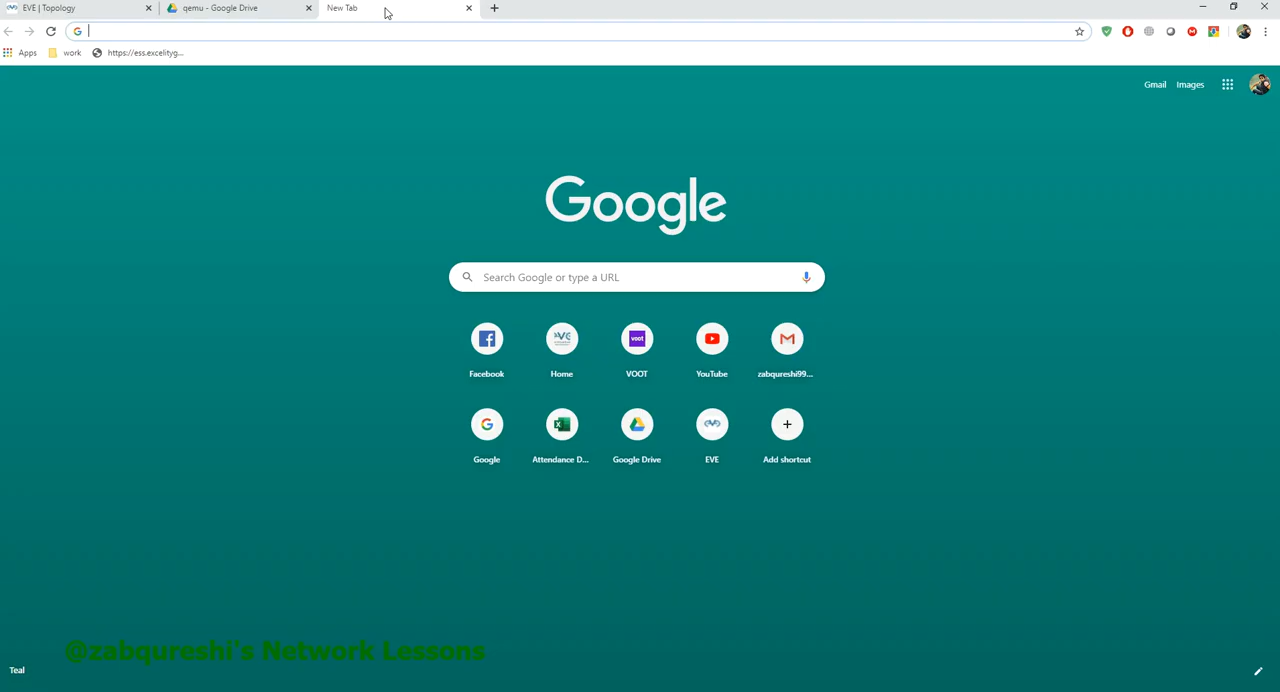 EVE | Topology
qemu - Google Drive
New Tab
Apps
work
https://ess.excelityg...
Gmail
Images
Google
Search Google or type a URL
Facebook
Home
VOOT
YouTube
zabqureshi99...
Google
Attendance D...
Google Drive
EVE
Add shortcut
@zabqureshi's Network Lessons
Teal